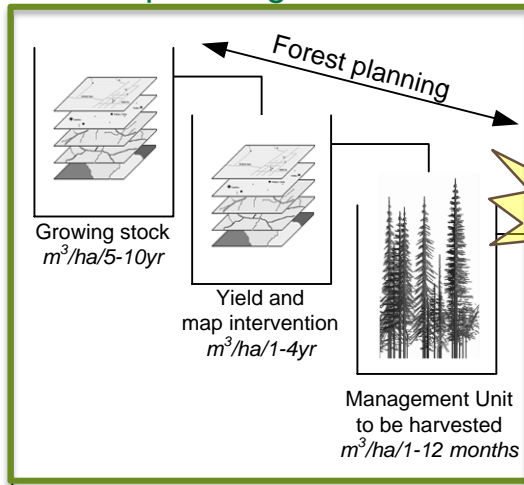 Forest planning
Growing stock
m³/ha/5-10yr
Yield and
map intervention
m³/ha/1-4yr
Management Unit
to be harvested
m³/ha/1-12 months